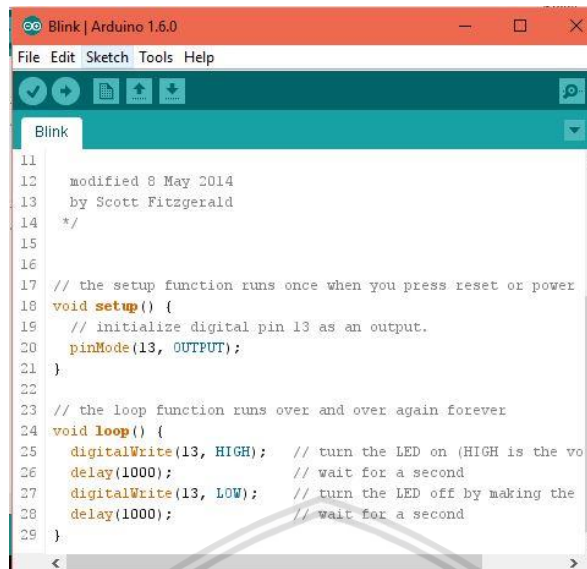 Blink | Arduino 1.6.0
File Edit Sketch Tools Help
Blink
11
12 modified 8 May 2014
13 by Scott Fitzgerald
14 */
15
16
17 // the setup function runs once when you press reset or power
18 void setup() {
19 // initialize digital pin 13 as an output.
20 pinMode(13, OUTPUT);
21 }
22
23 // the loop function runs over and over again forever
24 void loop() {
25 digitalWrite(13, HIGH); // turn the LED on (HIGH is the vo
26 delay(1000); // wait for a second
27 digitalWrite(13, LOW); // turn the LED off by making the
28 delay(1000); // wait for a second
29 }